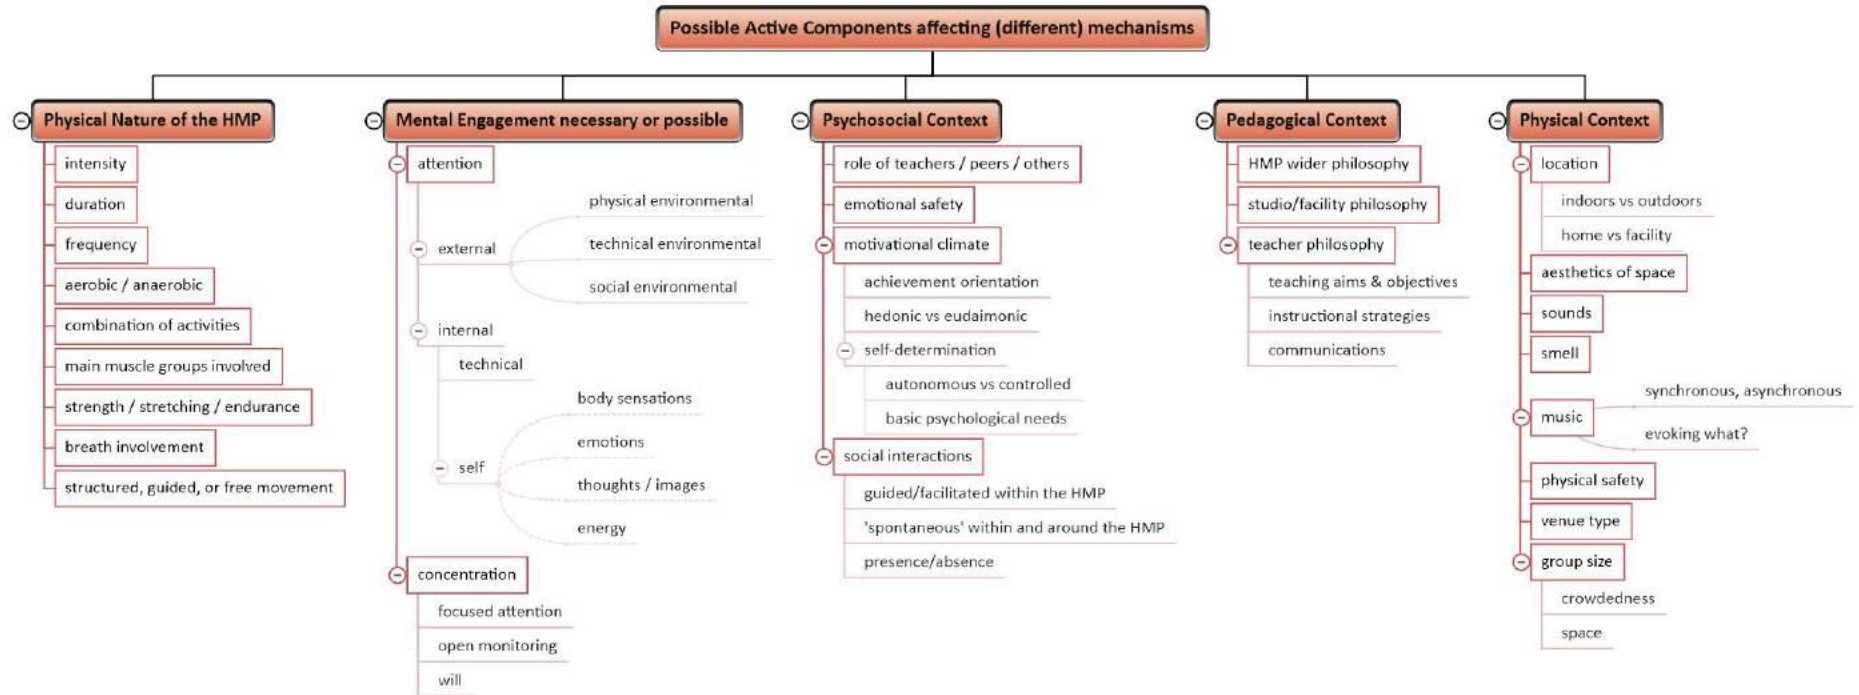 Possible Active Components affecting (different) mechanisms
Physical Nature of the HMP
intensity
duration
frequency
aerobic / anaerobic
combination of activities
main muscle groups involved
strength / stretching / endurance
breath involvement
structured, guided, or free movement
Mental Engagement necessary or possible
attention
external
physical environmental
technical environmental
social environmental
internal
technical
self
body sensations
emotions
thoughts / images
energy
concentration
focused attention
open monitoring
will
Psychosocial Context
role of teachers / peers / others
emotional safety
motivational climate
achievement orientation
hedonic vs eudaimonic
self-determination
autonomous vs controlled
basic psychological needs
social interactions
guided/facilitated within the HMP
'spontaneous' within and around the HMP
presence/absence
Pedagogical Context
HMP wider philosophy
studio/facility philosophy
teacher philosophy
teaching aims & objectives
instructional strategies
communications
Physical Context
location
indoors vs outdoors
home vs facility
aesthetics of space
sounds
smell
music
synchronous, asynchronous
evoking what?
physical safety
venue type
group size
crowdedness
space